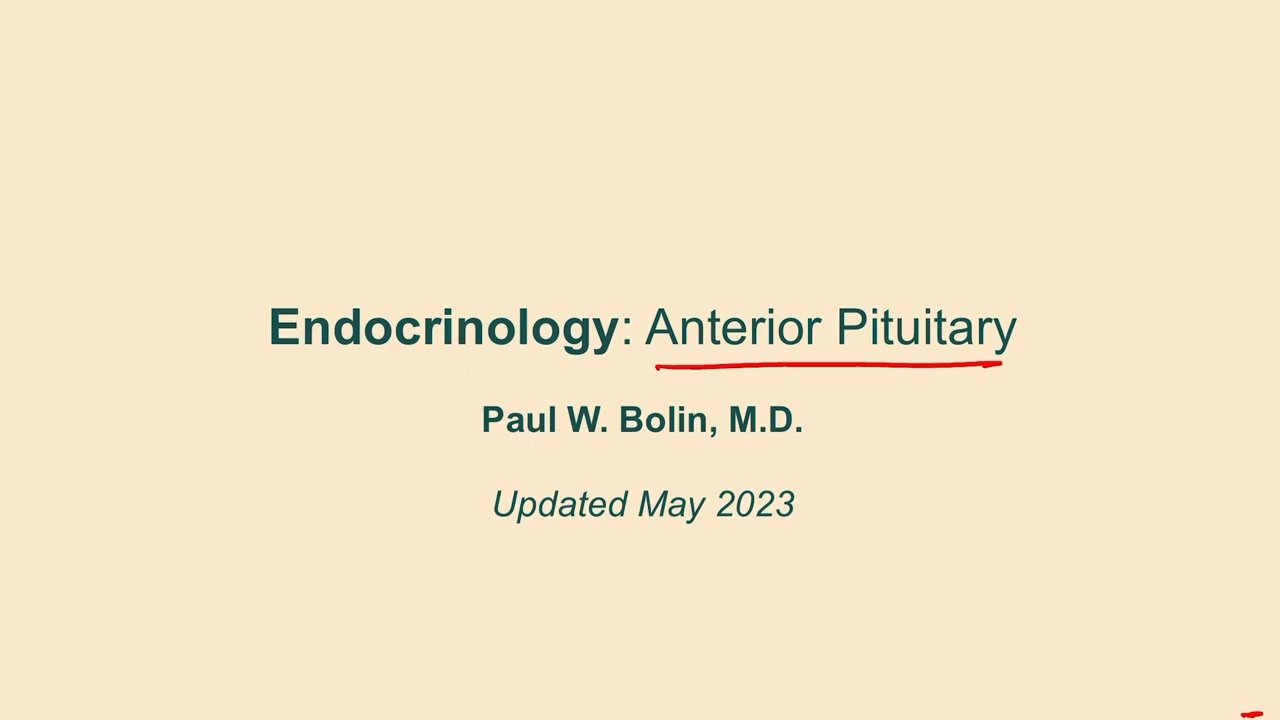 Endocrinology: Anterior Pituitary
Paul W. Bolin, M.D.
Updated May 2023